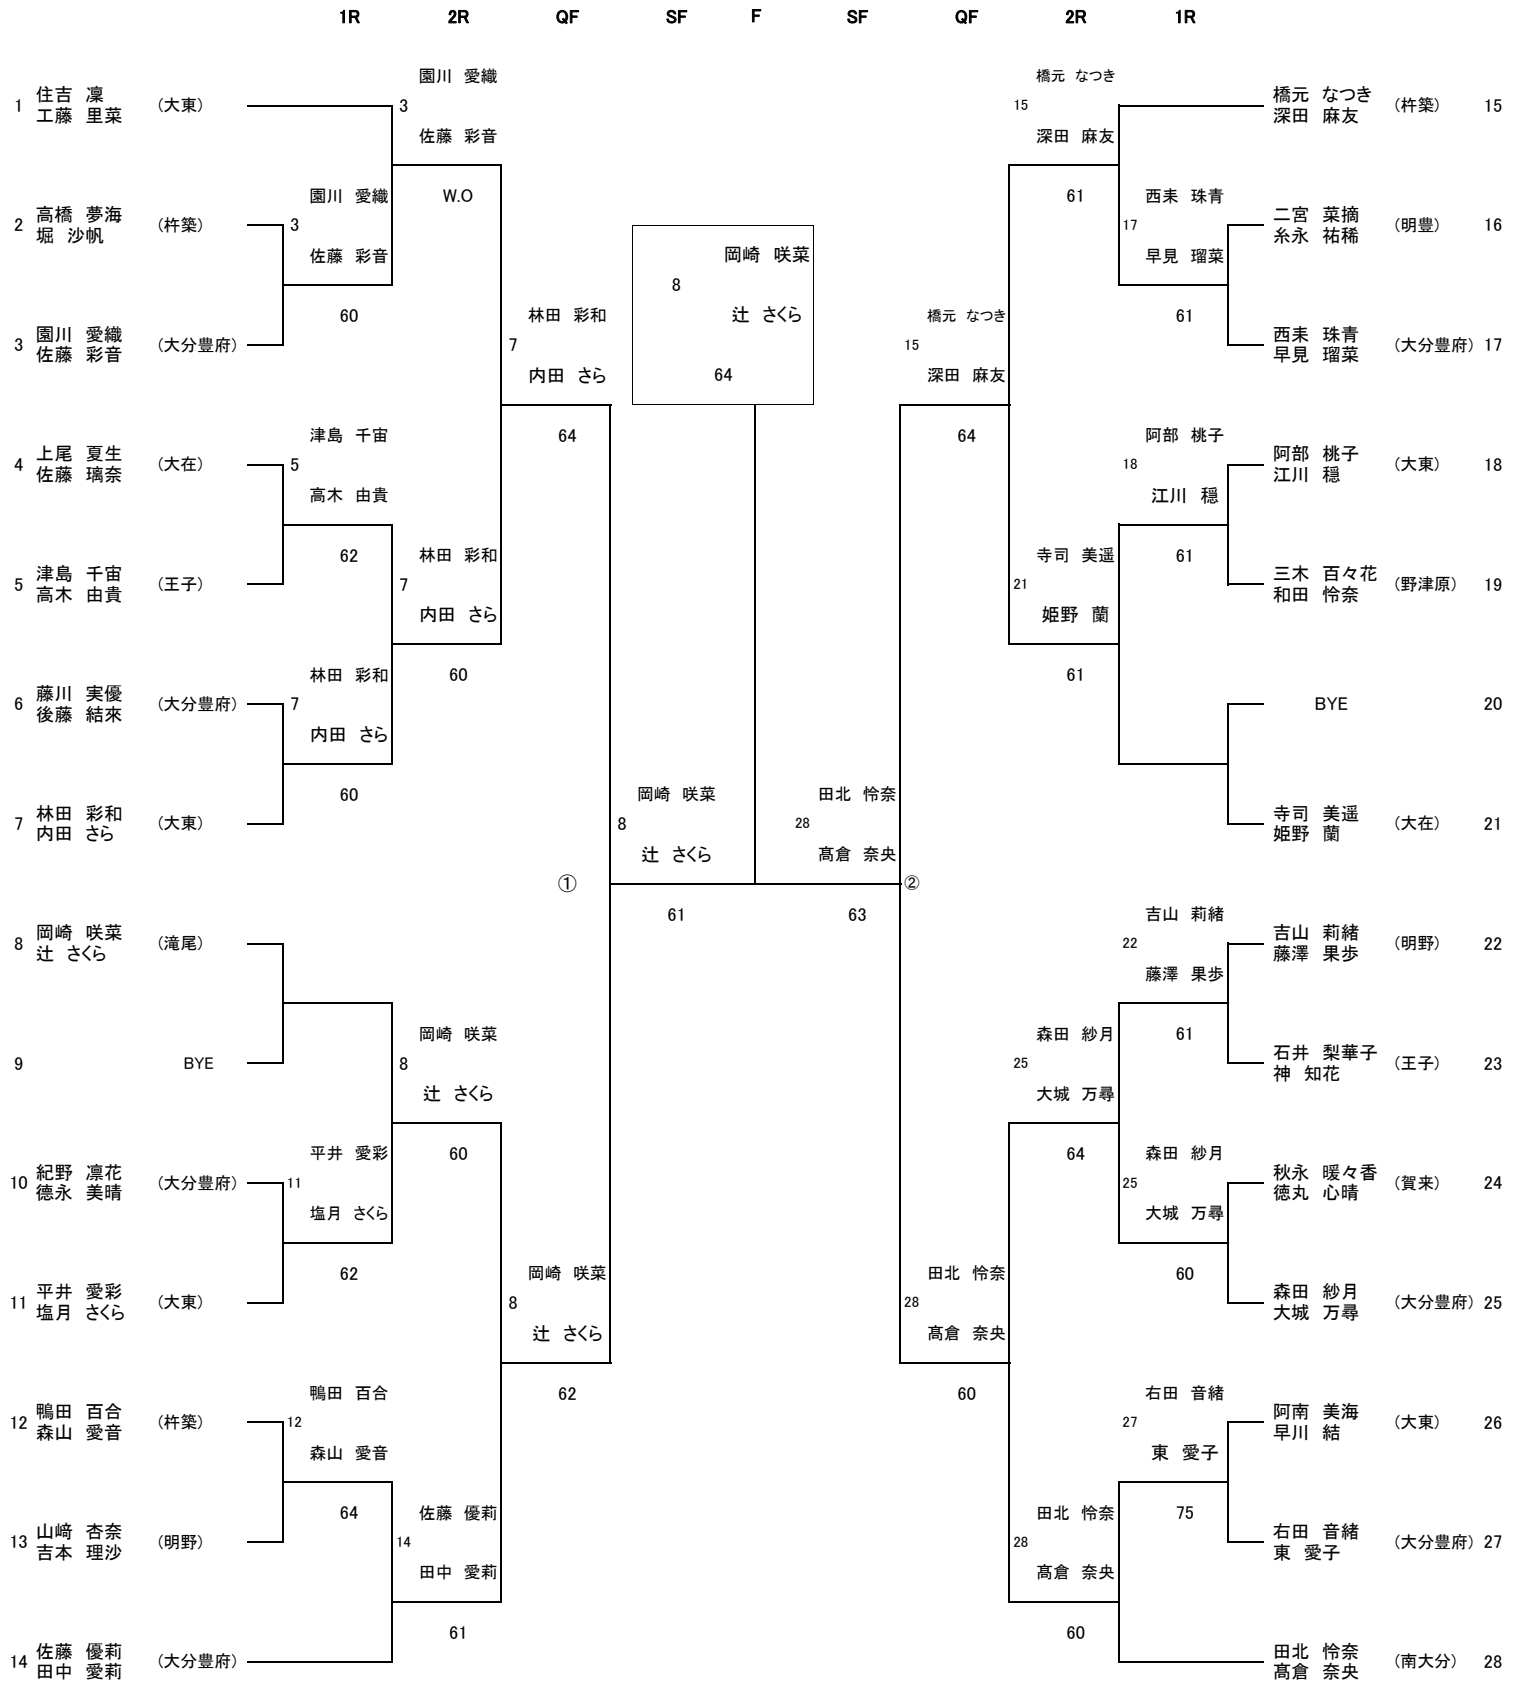 1R 2R QF SF F SF QF 2R 1R
園川 愛織 橋元 なつき
1 住吉 凜 工藤 里菜 （大東） 3 15 橋元 なつき 深田 麻友 （杵築） 15
佐藤 彩音 深田 麻友
園川 愛織 W.O 61 西耒 珠青
2 高橋 夢海 堀 沙帆 （杵築） 3 17 二宮 菜摘 糸永 祐稀 （明豊） 16
佐藤 彩音 岡崎 咲菜 早見 瑠菜
8
60 林田 彩和 辻 さくら 橋元 なつき 61
3 園川 愛織 佐藤 彩音 （大分豊府） 7 15 西耒 珠青 早見 瑠菜 （大分豊府） 17
内田 さら 64 深田 麻友
津島 千宙 64 64 阿部 桃子
4 上尾 夏生 佐藤 璃奈 （大在） 5 18 阿部 桃子 江川 穏 （大東） 18
高木 由貴 江川 穏
62 林田 彩和 寺司 美遥 61
5 津島 千宙 高木 由貴 （王子） 7 21 三木 百々花 和田 怜奈 （野津原） 19
内田 さら 姫野 蘭
林田 彩和 60 61
6 藤川 実優 後藤 結來 （大分豊府） 7 BYE 20
内田 さら
60 岡崎 咲菜 田北 怜奈
7 林田 彩和 内田 さら （大東） 8 28 寺司 美遥 姫野 蘭 （大在） 21
辻 さくら 髙倉 奈央
① ②
61 63 吉山 莉緒
8 岡崎 咲菜 辻 さくら （滝尾） 22 吉山 莉緒 藤澤 果歩 （明野） 22
藤澤 果歩
岡崎 咲菜 森田 紗月 61
9 BYE 8 25 石井 梨華子 神 知花 （王子） 23
辻 さくら 大城 万尋
平井 愛彩 60 64 森田 紗月
10 紀野 凛花 德永 美晴 （大分豊府） 11 25 秋永 暖々香 徳丸 心晴 （賀来） 24
塩月 さくら 大城 万尋
62 岡崎 咲菜 田北 怜奈 60
11 平井 愛彩 塩月 さくら （大東） 8 28 森田 紗月 大城 万尋 （大分豊府） 25
辻 さくら 髙倉 奈央
鴨田 百合 62 60 右田 音緒
12 鴨田 百合 森山 愛音 （杵築） 12 27 阿南 美海 早川 結 （大東） 26
森山 愛音 東 愛子
64 佐藤 優莉 田北 怜奈 75
13 山﨑 杏奈 吉本 理沙 （明野） 14 28 右田 音緒 東 愛子 （大分豊府） 27
田中 愛莉 髙倉 奈央
61 60
14 佐藤 優莉 田中 愛莉 （大分豊府） 田北 怜奈 髙倉 奈央 （南大分） 28